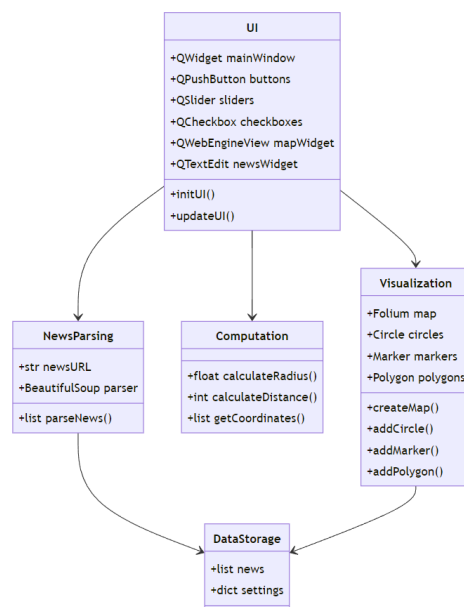 UI
+QWidget mainWindow
+QPushButton buttons
+QSlider sliders
+QCheckbox checkboxes
+QWebEngineView mapWidget
+QTextEdit newsWidget
+initUI()
+updateUI()
NewsParsing
+str newsURL
+BeautifulSoup parser
+list parseNews()
Computation
+float calculateRadius()
+int calculateDistance()
+list getCoordinates()
Visualization
+Folium map
+Circle circles
+Marker markers
+Polygon polygons
+createMap()
+addCircle()
+addMarker()
+addPolygon()
DataStorage
+list news
+dict settings